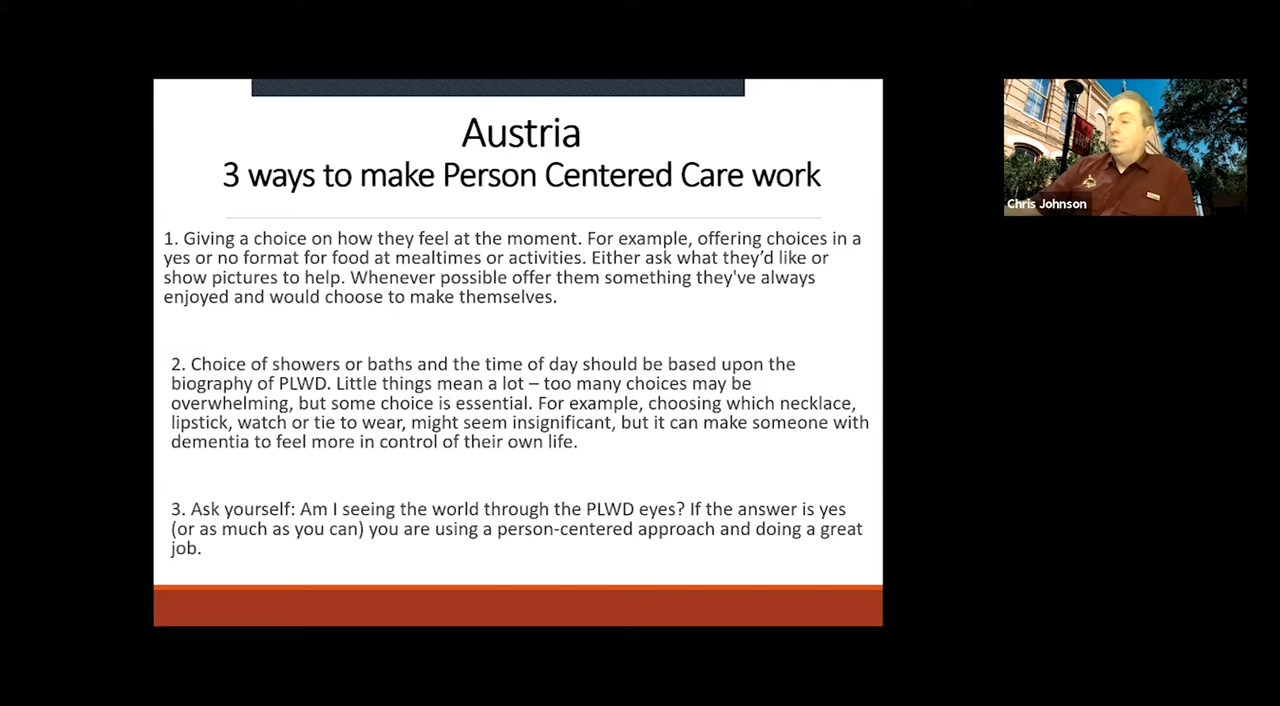 Austria
3 ways to make Person Centered Care work
1. Giving a choice on how they feel at the moment. For example, offering choices in a
yes or no format for food at mealtimes or activities. Either ask what they’d like or
show pictures to help. Whenever possible offer them something they've always
enjoyed and would choose to make themselves.
2. Choice of showers or baths and the time of day should be based upon the
biography of PLWD. Little things mean a lot – too many choices may be
overwhelming, but some choice is essential. For example, choosing which necklace,
lipstick, watch or tie to wear, might seem insignificant, but it can make someone with
dementia to feel more in control of their own life.
3. Ask yourself: Am I seeing the world through the PLWD eyes? If the answer is yes
(or as much as you can) you are using a person-centered approach and doing a great
job.
Chris Johnson